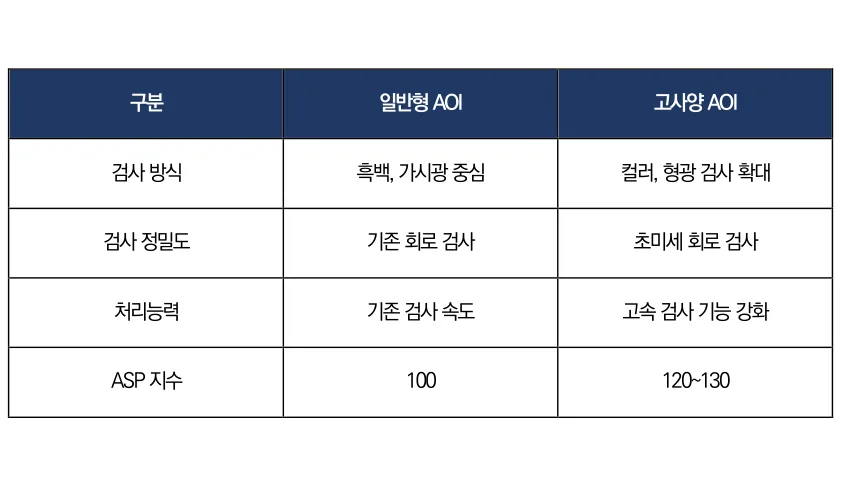 구분 일반형 AOI 고사양 AOI
검사 방식 흑백, 가시광 중심 컬러, 형광 검사 확대
검사 정밀도 기존 회로 검사 초미세 회로 검사
처리능력 기존 검사 속도 고속 검사 기능 강화
ASP 지수 100 120~130